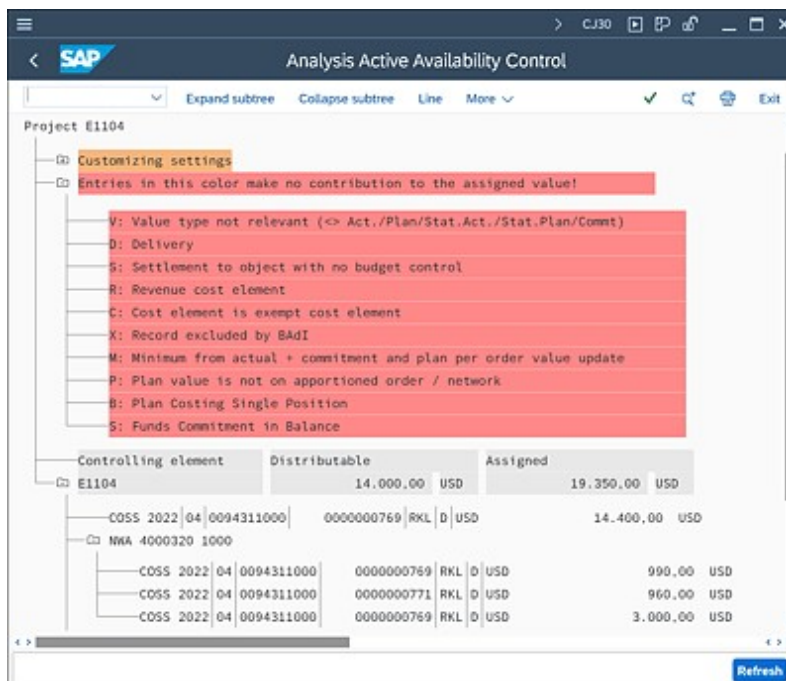 CJ30
SAP
Analysis Active Availability Control
Expand subtree Collapse subtree Line More Exit
Project E1104
Customizing settings
Entries in this color make no contribution to the assigned value!
V: Value type not relevant (<> Act./Plan/Stat.Act./Stat.Plan/Commt)
D: Delivery
S: Settlement to object with no budget control
R: Revenue cost element
C: Cost element is exempt cost element
X: Record excluded by BAdI
M: Minimum from actual + commitment and plan per order value update
P: Plan value is not on apportioned order / network
B: Plan Costing Single Position
S: Funds Commitment in Balance
Controlling element Distributable Assigned
E1104 14.000,00 USD 19.350,00 USD
COSS 2022|04|0094311000| 0000000769|RKL|D|USD 14.400,00 USD
NWA 4000320 1000
COSS 2022|04|0094311000| 0000000769|RKL|D|USD 990,00 USD
COSS 2022|04|0094311000| 0000000771|RKL|D|USD 960,00 USD
COSS 2022|04|0094311000| 0000000769|RKL|D|USD 3.000,00 USD
Refresh